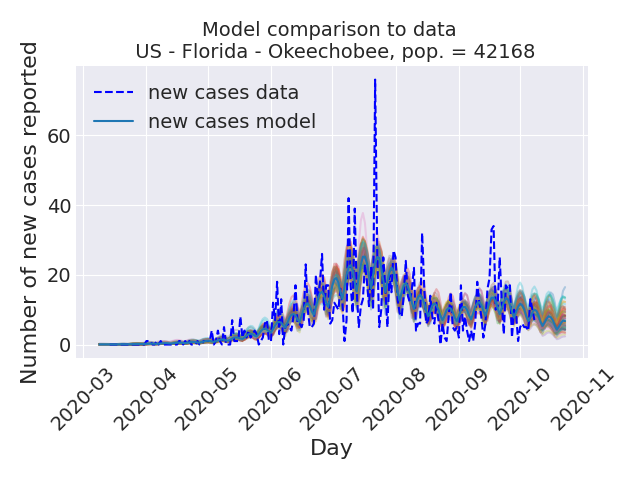 Model comparison to data
US - Florida - Okeechobee, pop. = 42168
Number of new cases reported
new cases data
new cases model
60
40
20
0
2020-03
2020-04
2020-05
2020-06
2020-07
2020-08
2020-09
2020-10
2020-11
Day